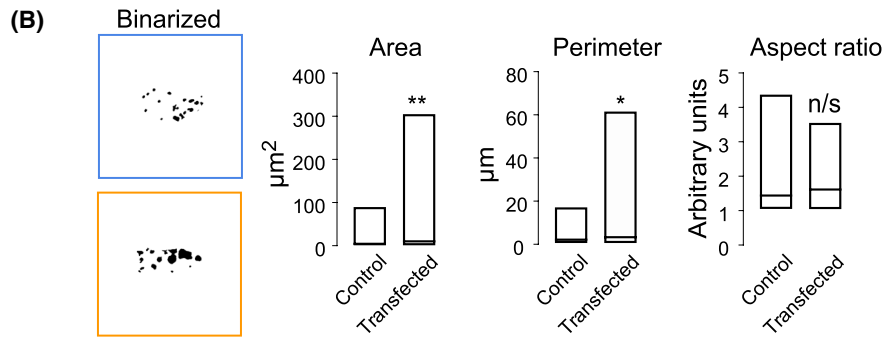 (B)
Binarized
Area
μm²
400
300
200
100
0
**
Control
Transfected
Perimeter
μm
80
60
40
20
0
*
Control
Transfected
Aspect ratio
Arbitrary units
5
4
3
2
1
0
n/s
Control
Transfected